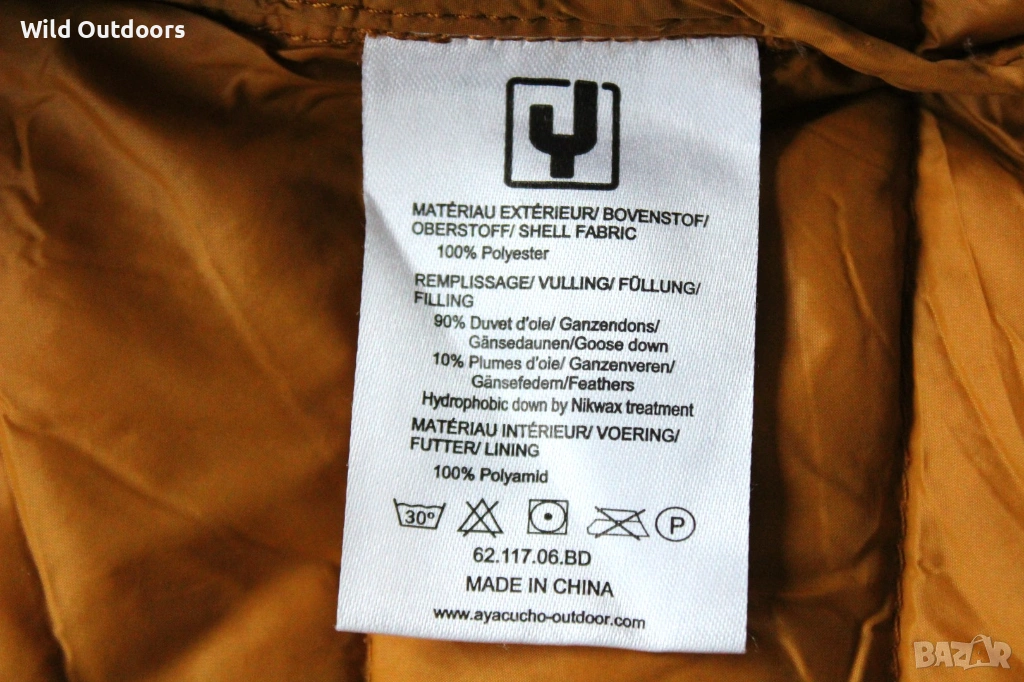 Wild Outdoors
MATÉRIAU EXTÉRIEUR/ BOVENSTOF/
OBERSTOFF/ SHELL FABRIC
100% Polyester
REMPLISSAGE/ VULLING/ FÜLLUNG/
FILLING
90% Duvet d'oie/ Ganzendons/
Gänsedaunen/Goose down
10% Plumes d'oie/ Ganzenveren/
Gänsefedern/Feathers
Hydrophobic down by Nikwax treatment
MATÉRIAU INTÉRIEUR/ VOERING/
FUTTER/ LINING
100% Polyamid
30° P
62.117.06.BD
MADE IN CHINA
www.ayacucho-outdoor.com
BAZAR